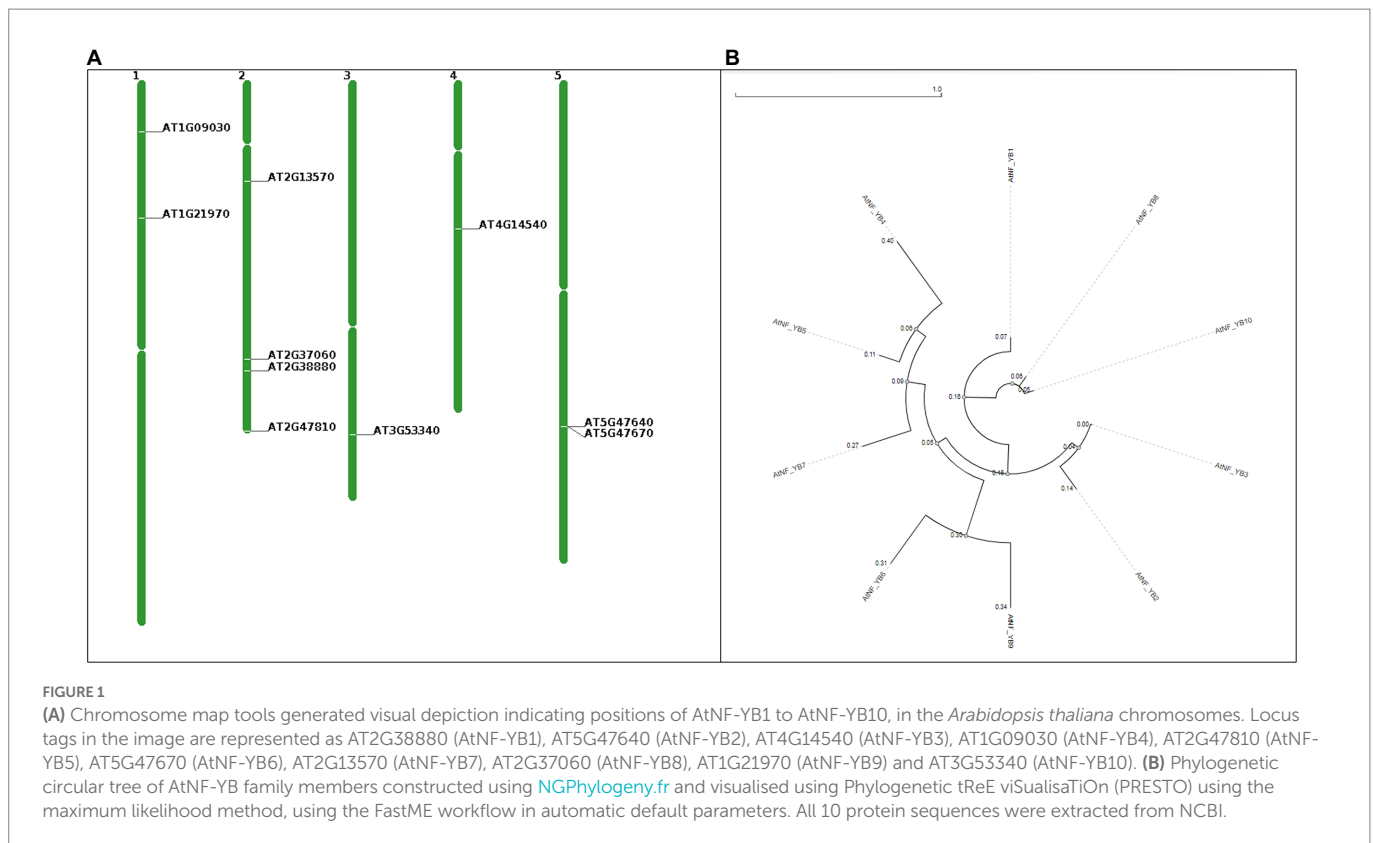 A
B
1
2
3
4
5
AT1G09030
AT1G21970
AT2G13570
AT2G37060
AT2G38880
AT2G47810
AT3G53340
AT4G14540
AT5G47640
AT5G47670
1.0
AtNF_YB1
AtNF_YB8
AtNF_YB10
AtNF_YB3
AtNF_YB2
AtNF_YB9
AtNF_YB6
AtNF_YB7
AtNF_YB5
AtNF_YB4
0.40
0.06
0.11
0.09
0.27
0.05
0.07
0.08
0.06
0.16
0.00
0.04
0.14
0.15
0.30
0.31
0.34
FIGURE 1
(A) Chromosome map tools generated visual depiction indicating positions of AtNF-YB1 to AtNF-YB10, in the Arabidopsis thaliana chromosomes. Locus
tags in the image are represented as AT2G38880 (AtNF-YB1), AT5G47640 (AtNF-YB2), AT4G14540 (AtNF-YB3), AT1G09030 (AtNF-YB4), AT2G47810 (AtNF-
YB5), AT5G47670 (AtNF-YB6), AT2G13570 (AtNF-YB7), AT2G37060 (AtNF-YB8), AT1G21970 (AtNF-YB9) and AT3G53340 (AtNF-YB10). (B) Phylogenetic
circular tree of AtNF-YB family members constructed using NGPhylogeny.fr and visualised using Phylogenetic tReE viSualisaTiOn (PRESTO) using the
maximum likelihood method, using the FastME workflow in automatic default parameters. All 10 protein sequences were extracted from NCBI.